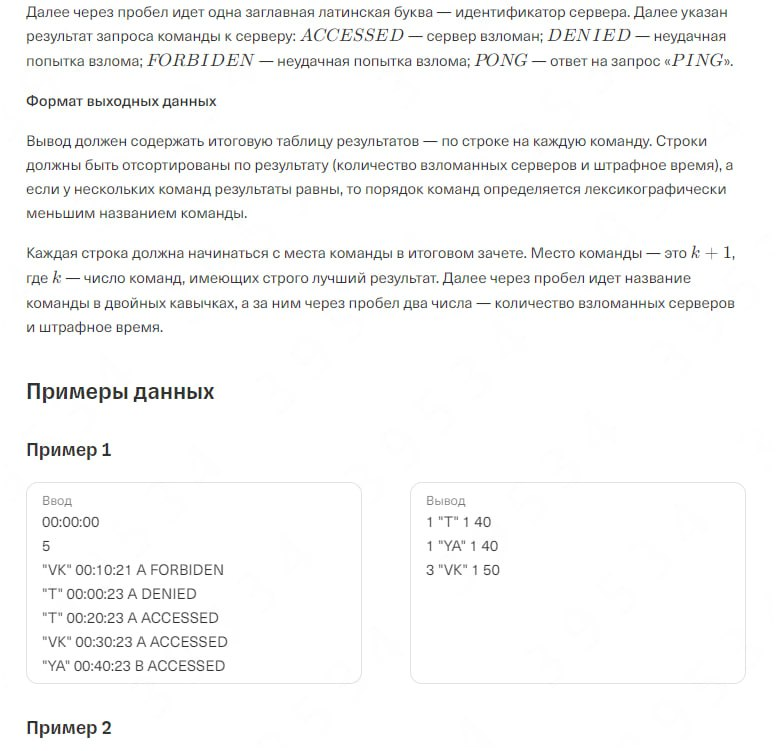 Далее через пробел идет одна заглавная латинская буква — идентификатор сервера. Далее указан
результат запроса команды к серверу: ACCESSED — сервер взломан; DENIED — неудачная
попытка взлома; FORBIDEN — неудачная попытка взлома; PONG — ответ на запрос «PING».
Формат выходных данных
Вывод должен содержать итоговую таблицу результатов — по строке на каждую команду. Строки
должны быть отсортированы по результату (количество взломанных серверов и штрафное время), а
если у нескольких команд результаты равны, то порядок команд определяется лексикографически
меньшим названием команды.
Каждая строка должна начинаться с места команды в итоговом зачете. Место команды — это k + 1,
где k — число команд, имеющих строго лучший результат. Далее через пробел идет название
команды в двойных кавычках, а за ним через пробел два числа — количество взломанных серверов
и штрафное время.
Примеры данных
Пример 1
Ввод
00:00:00
5
"VK" 00:10:21 A FORBIDEN
"T" 00:00:23 A DENIED
"T" 00:20:23 A ACCESSED
"VK" 00:30:23 A ACCESSED
"YA" 00:40:23 B ACCESSED
Вывод
1 "T" 1 40
1 "YA" 1 40
3 "VK" 1 50
Пример 2